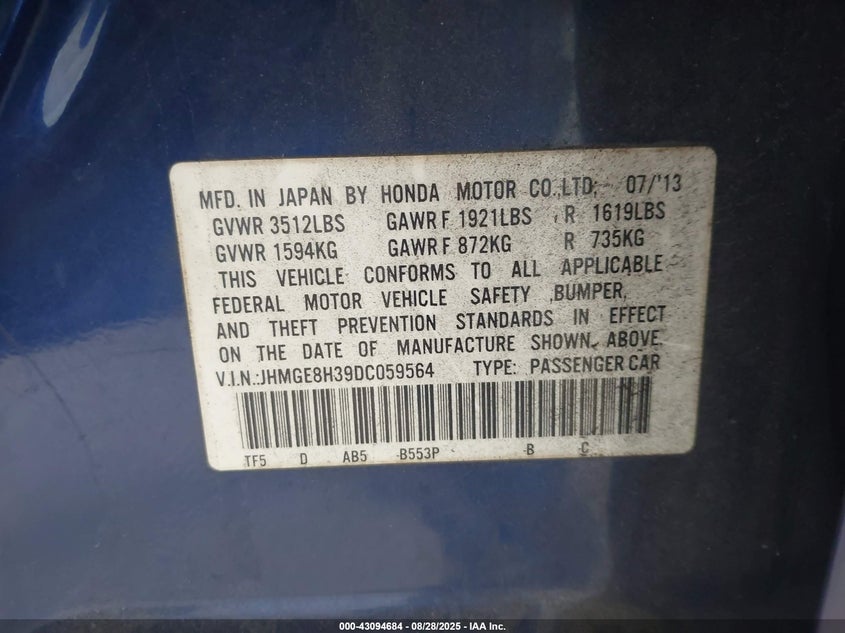 MFD. IN JAPAN BY HONDA MOTOR CO.,LTD; 07/'13
GVWR 3512LBS GAWR F 1921LBS R 1619LBS
GVWR 1594KG GAWR F 872KG R 735KG
THIS VEHICLE CONFORMS TO ALL APPLICABLE
FEDERAL MOTOR VEHICLE SAFETY ,BUMPER,
AND THEFT PREVENTION STANDARDS IN EFFECT
ON THE DATE OF MANUFACTURE SHOWN. ABOVE.
V.I.N.:JHMGE8H39DC059564 TYPE: PASSENGER CAR
TF5 D AB5 B553P B C
000-43094684 - 08/28/2025 - IAA Inc.